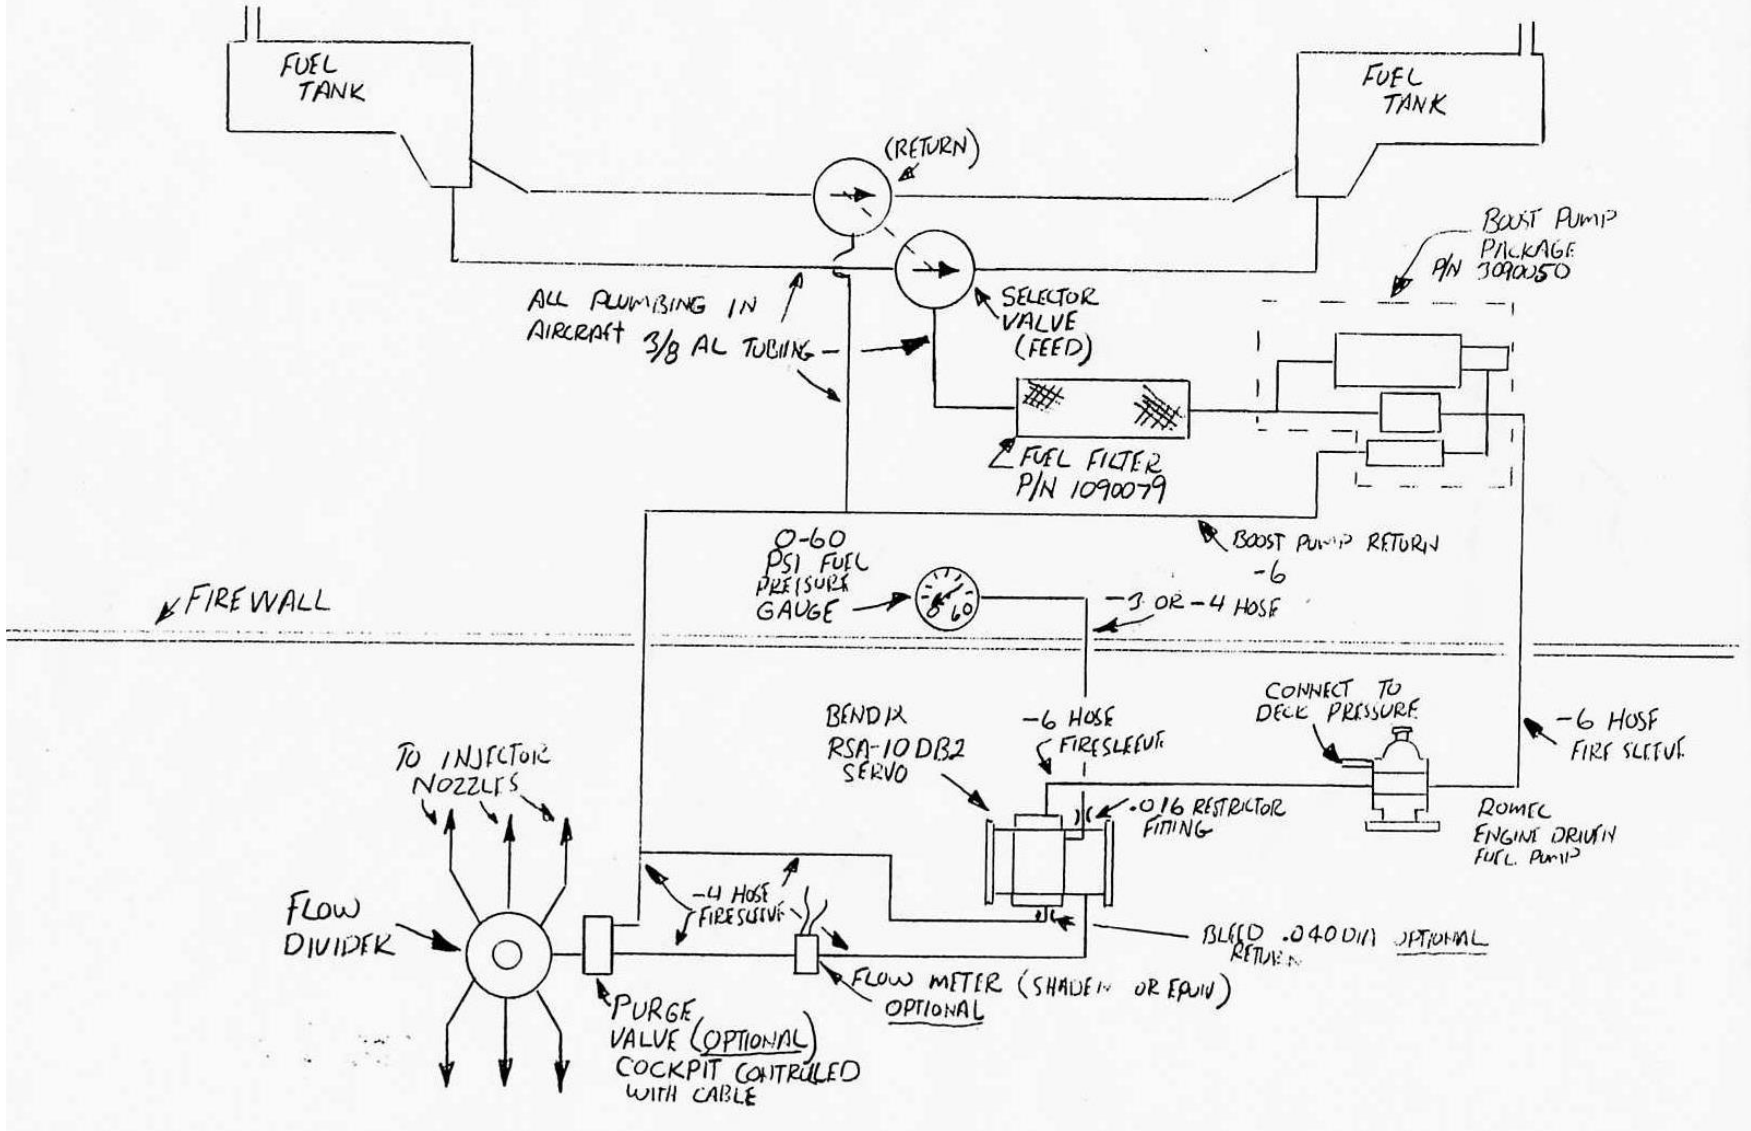 FUEL
TANK
FUEL
TANK
(RETURN)
BOOST PUMP
PACKAGE
P/N 3090050
ALL PLUMBING IN
AIRCRAFT 3/8 AL TUBING
SELECTOR
VALVE
(FEED)
FUEL FILTER
P/N 1090079
0-60
PSI FUEL
PRESSURE
GAUGE
0 60
BOOST PUMP RETURN
-6
-3 OR -4 HOSE
FIREWALL
CONNECT TO
DECK PRESSURE
BENDIX
RSA-10 DB2
SERVO
-6 HOSE
FIRESLEEVE
-6 HOSE
FIRE SLEEVE
TO INJECTOR
NOZZLES
.016 RESTRICTOR
FITTING
ROMEC
ENGINE DRIVEN
FUEL PUMP
-4 HOSE
FIRESLEEVE
FLOW
DIVIDER
BLEED .040 DIA OPTIONAL
RETURN
FLOW METER (SHADEN OR EQUIV)
OPTIONAL
PURGE
VALVE (OPTIONAL)
COCKPIT CONTROLLED
WITH CABLE